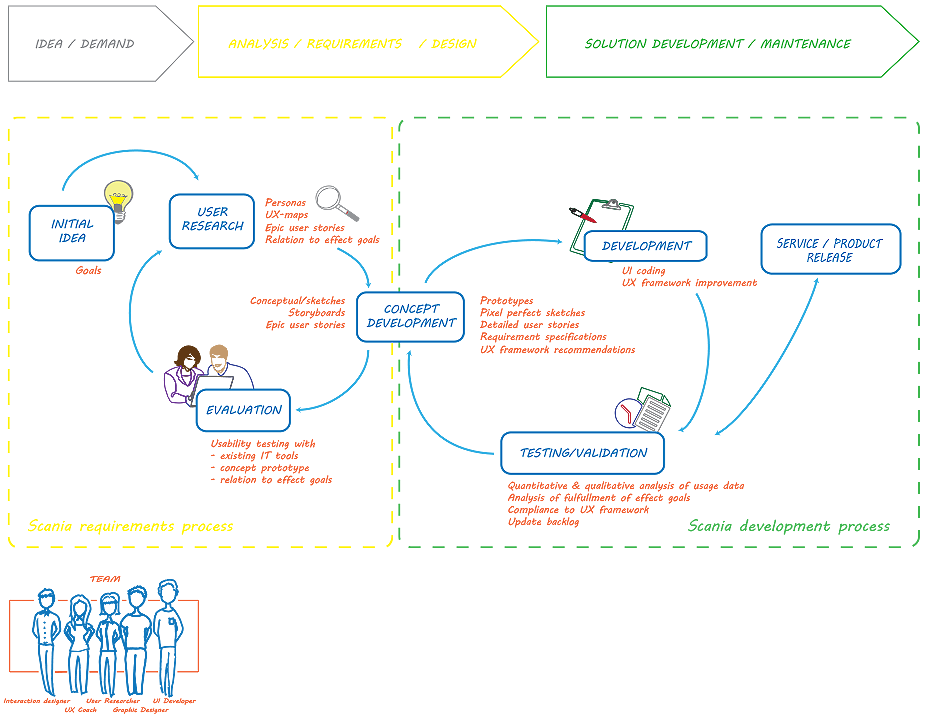 IDEA / DEMAND
ANALYSIS / REQUIREMENTS / DESIGN
SOLUTION DEVELOPMENT / MAINTENANCE
INITIAL
IDEA
Goals
USER
RESEARCH
Personas
UX-maps
Epic user stories
Relation to effect goals
Conceptual/sketches
Storyboards
Epic user stories
CONCEPT
DEVELOPMENT
Prototypes
Pixel perfect sketches
Detailed user stories
Requirement specifications
UX framework recommendations
EVALUATION
Usability testing with
- existing IT tools
- concept prototype
- relation to effect goals
Scania requirements process
DEVELOPMENT
UI coding
UX framework improvement
SERVICE / PRODUCT
RELEASE
TESTING/VALIDATION
Quantitative & qualitative analysis of usage data
Analysis of fulfullment of effect goals
Compliance to UX framework
Update backlog
Scania development process
TEAM
Interaction designer
UX Coach
User Researcher
Graphic Designer
UI Developer